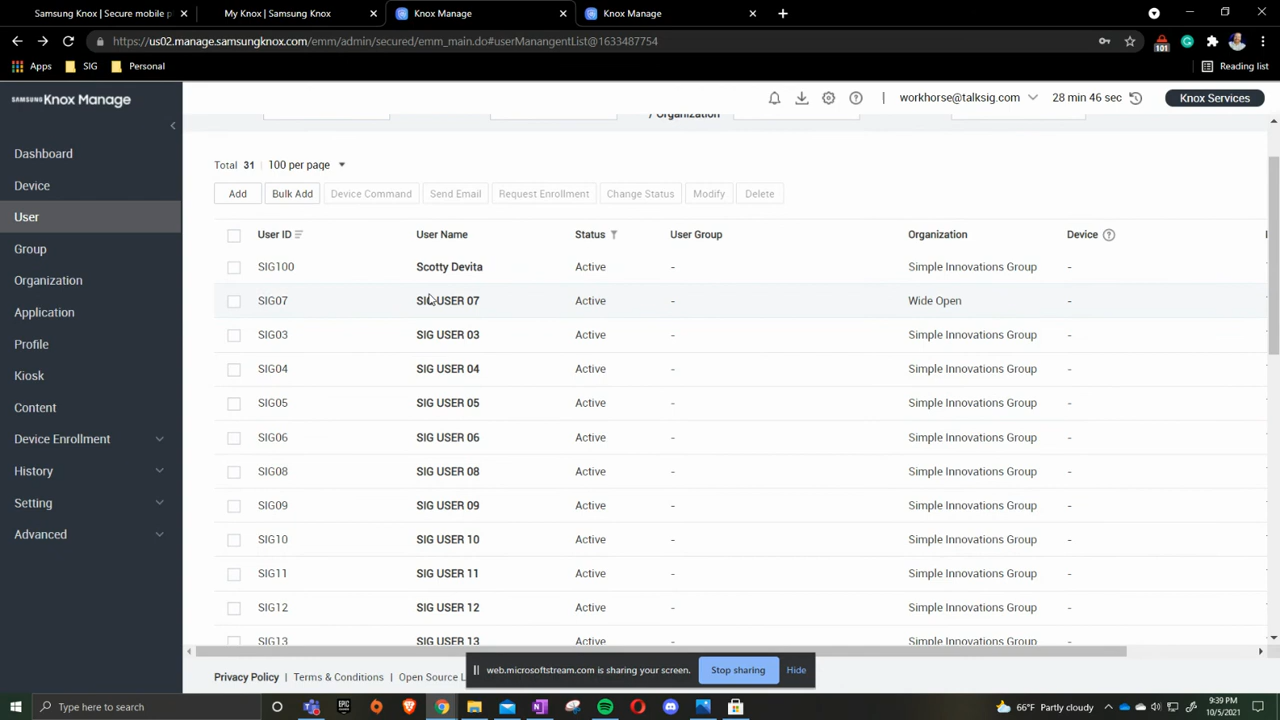 Samsung Knox | Secure mobile p
My Knox | Samsung Knox
Knox Manage
Knox Manage
https://us02.manage.samsungknox.com/emm/admin/secured/emm_main.do#userManangentList@1633487754
101
Apps
SIG
Personal
Reading list
SAMSUNG Knox Manage
workhorse@talksig.com
28 min 46 sec
Knox Services
/ Organization
Dashboard
Device
User
Group
Organization
Application
Profile
Kiosk
Content
Device Enrollment
History
Setting
Advanced
Total 31 | 100 per page
Add Bulk Add Device Command Send Email Request Enrollment Change Status Modify Delete
User ID User Name Status User Group Organization Device
SIG100 Scotty Devita Active - Simple Innovations Group -
SIG07 SIG USER 07 Active - Wide Open -
SIG03 SIG USER 03 Active - Simple Innovations Group -
SIG04 SIG USER 04 Active - Simple Innovations Group -
SIG05 SIG USER 05 Active - Simple Innovations Group -
SIG06 SIG USER 06 Active - Simple Innovations Group -
SIG08 SIG USER 08 Active - Simple Innovations Group -
SIG09 SIG USER 09 Active - Simple Innovations Group -
SIG10 SIG USER 10 Active - Simple Innovations Group -
SIG11 SIG USER 11 Active - Simple Innovations Group -
SIG12 SIG USER 12 Active - Simple Innovations Group -
SIG13 SIG USER 13 Active - Simple Innovations Group -
web.microsoftstream.com is sharing your screen. Stop sharing Hide
Privacy Policy | Terms & Conditions | Open Source L
Type here to search
EPIC
66°F Partly cloudy
9:39 PM
10/5/2021